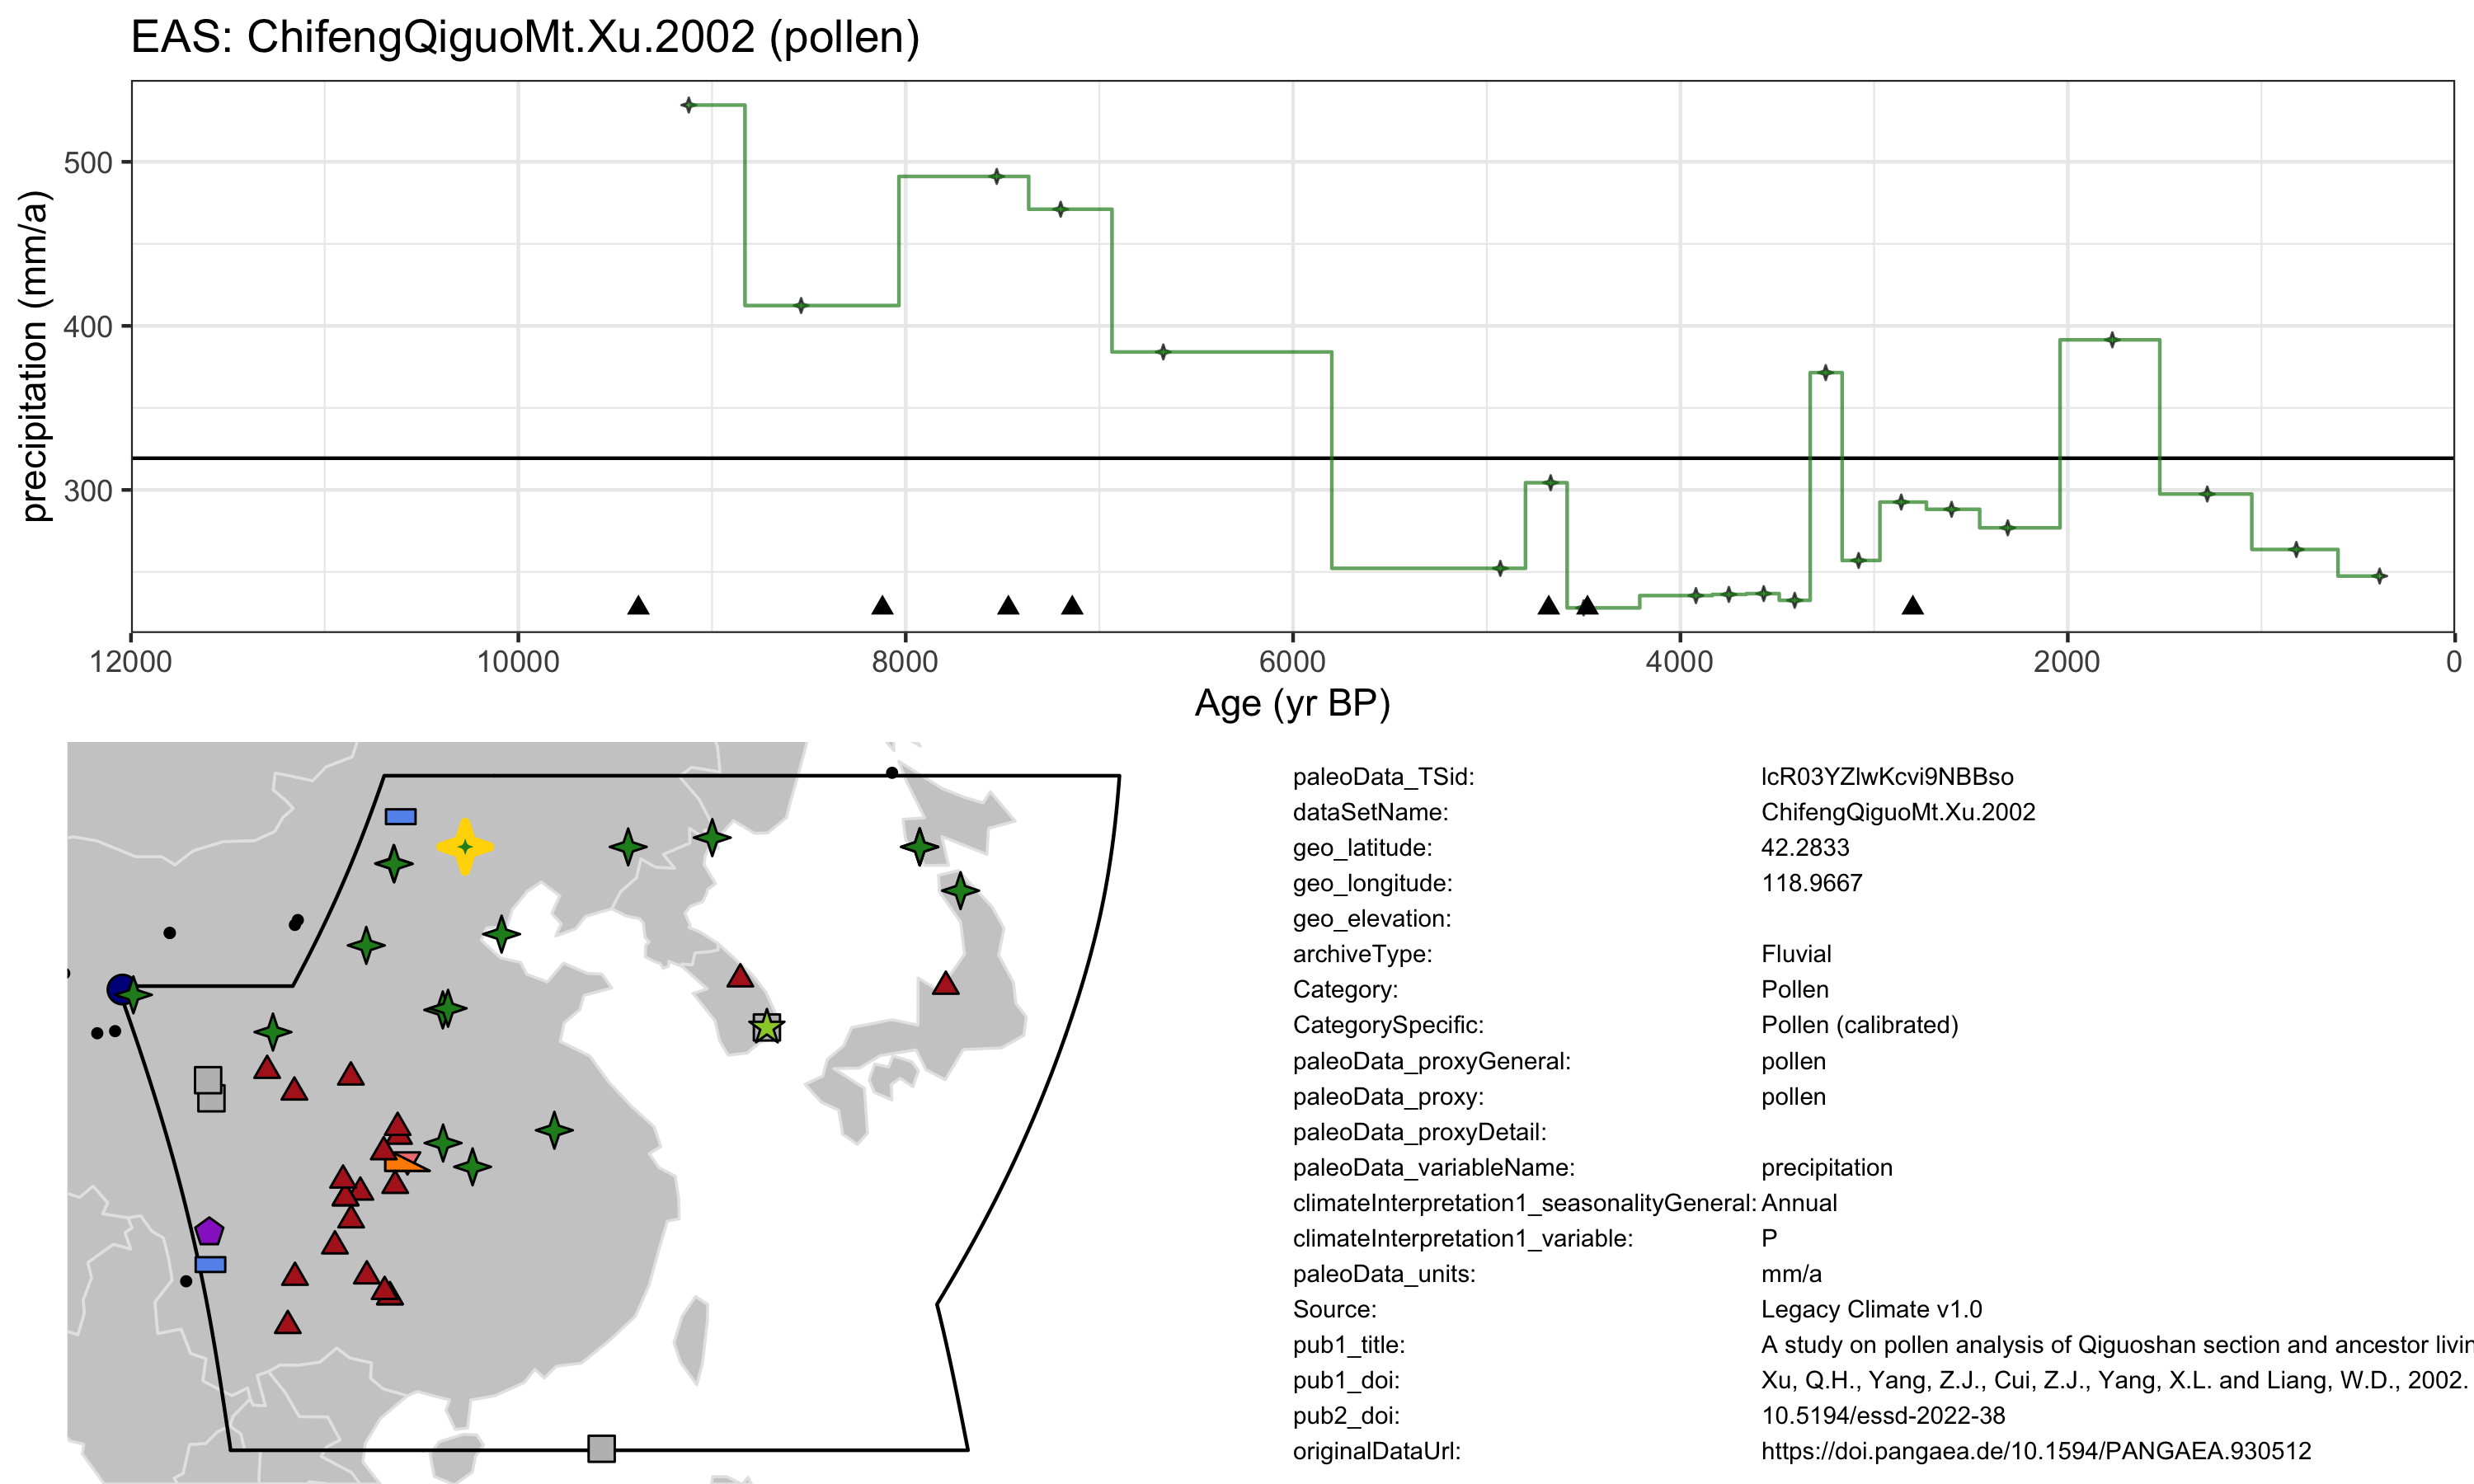 EAS: ChifengQiguoMt.Xu.2002 (pollen)
precipitation (mm/a)
500
400
300
12000 10000 8000 6000 4000 2000 0
Age (yr BP)
paleoData_TSid: lcR03YZlwKcvi9NBBso
dataSetName: ChifengQiguoMt.Xu.2002
geo_latitude: 42.2833
geo_longitude: 118.9667
geo_elevation:
archiveType: Fluvial
Category: Pollen
CategorySpecific: Pollen (calibrated)
paleoData_proxyGeneral: pollen
paleoData_proxy: pollen
paleoData_proxyDetail:
paleoData_variableName: precipitation
climateInterpretation1_seasonalityGeneral: Annual
climateInterpretation1_variable: P
paleoData_units: mm/a
Source: Legacy Climate v1.0
pub1_title: A study on pollen analysis of Qiguoshan section and ancestor livin
pub1_doi: Xu, Q.H., Yang, Z.J., Cui, Z.J., Yang, X.L. and Liang, W.D., 2002.
pub2_doi: 10.5194/essd-2022-38
originalDataUrl: https://doi.pangaea.de/10.1594/PANGAEA.930512